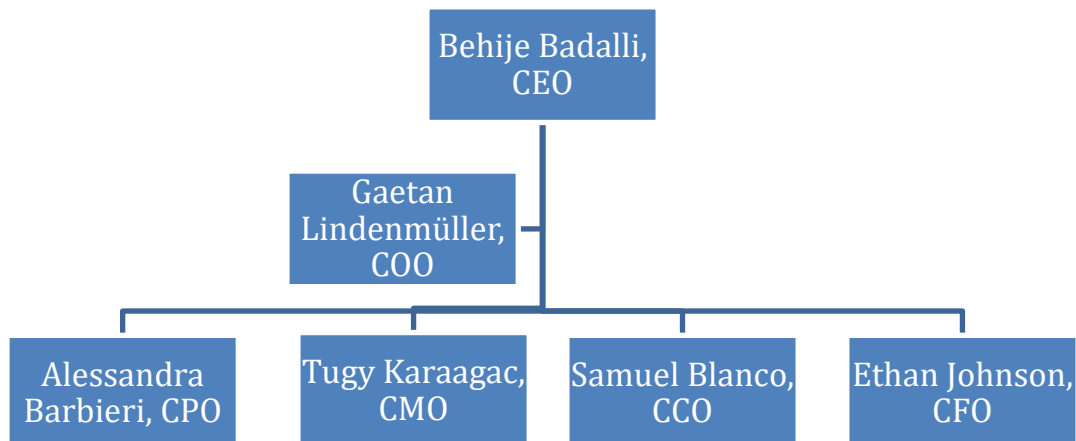 Behije Badalli,
CEO
Gaetan
Lindenmüller,
COO
Alessandra
Barbieri, CPO
Tugy Karaagac,
CMO
Samuel Blanco,
CCO
Ethan Johnson,
CFO